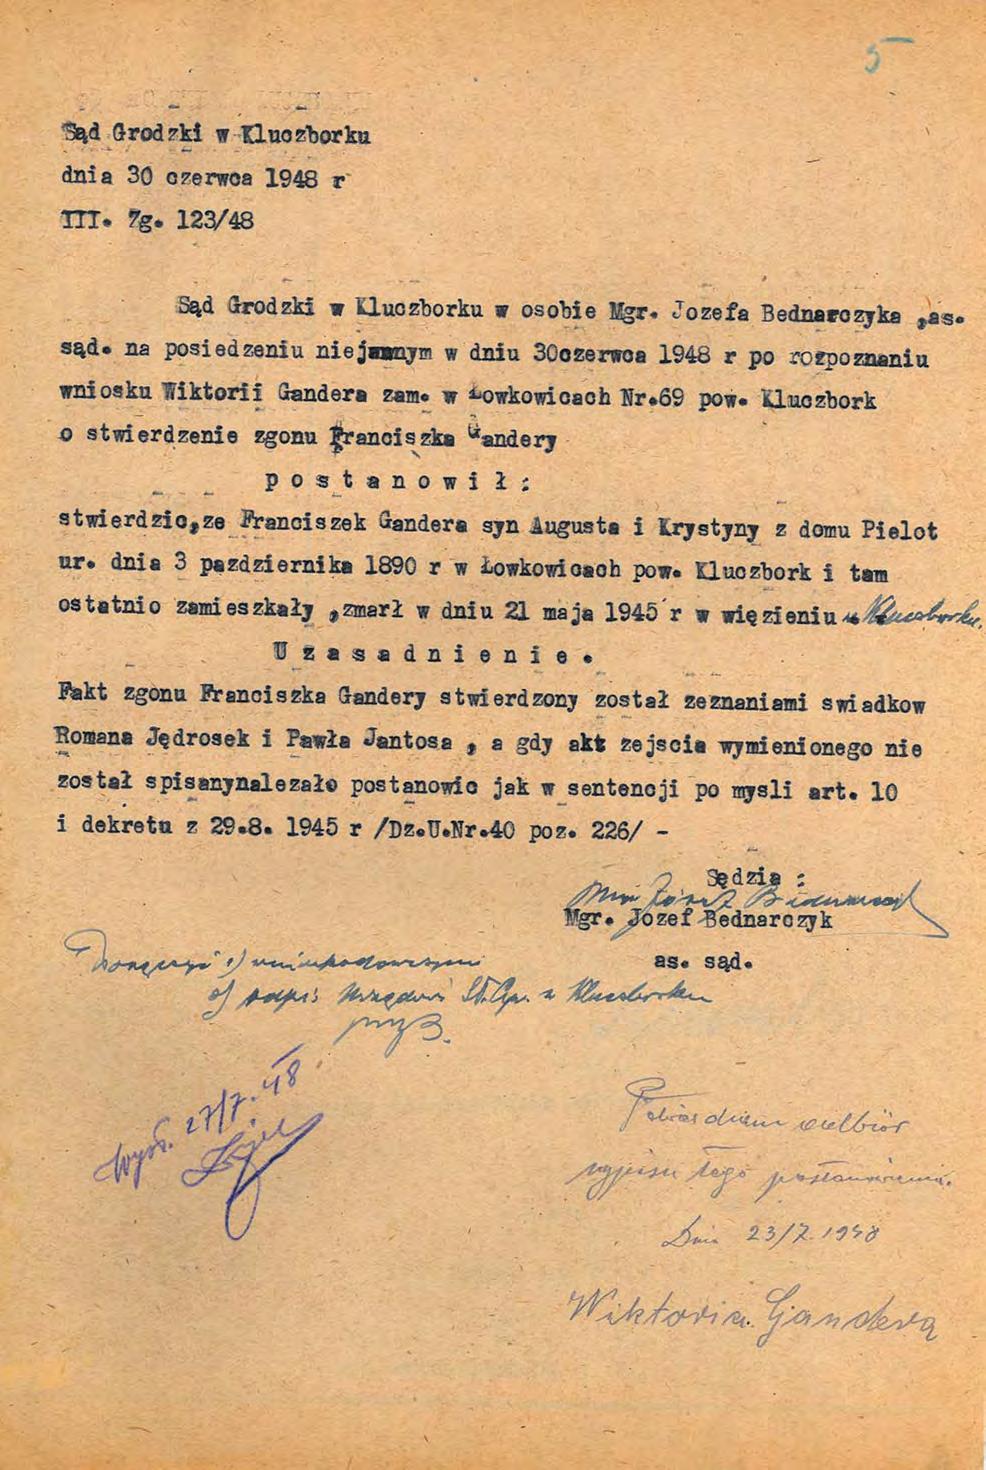 5
Sąd Grodzki w Kluczborku
dnia 30 czerwca 1948 r
III. Zg. 123/48
Sąd Grodzki w Kluczborku w osobie Mgr. Jozefa Bednarczyka ,as.
sąd. na posiedzeniu niejawnym w dniu 30czerwca 1948 r po rozpoznaniu
wniosku Wiktorii Gandera zam. w Łowkowicach Nr.69 pow. Kluczbork
o stwierdzenie zgonu Franciszka Gandery
p o s t a n o w i ł :
stwierdzic,ze Franciszek Gandera syn Augusta i Krystyny z domu Pielot
ur. dnia 3 pazdziernika 1890 r w Łowkowicach pow. Kluczbork i tam
ostatnio zamieszkały ,zmarł w dniu 21 maja 1945 r w więzieniu w Kluczborku.
U z a s a d n i e n i e .
Fakt zgonu Franciszka Gandery stwierdzony został zeznaniami swiadkow
Romana Jędrosek i Pawła Jantosa , a gdy akt zejscia wymienionego nie
został spisanynalezało postanowic jak w sentencji po mysli art. 10
i dekretu z 29.8. 1945 r /Dz.U.Nr.40 poz. 226/ -
Sędzia :
Mgr. Jozef Bednarczyk
as. sąd.
Doręczyć 1) wnioskodawczyni
2) odpis Urzędowi St. Cyw. w Kluczborku
Wysł. 27/7.48
Potwierdzam odbiór
wypisu tego postanowienia.
Dnia 23/7.1948
Wiktoria Gandera